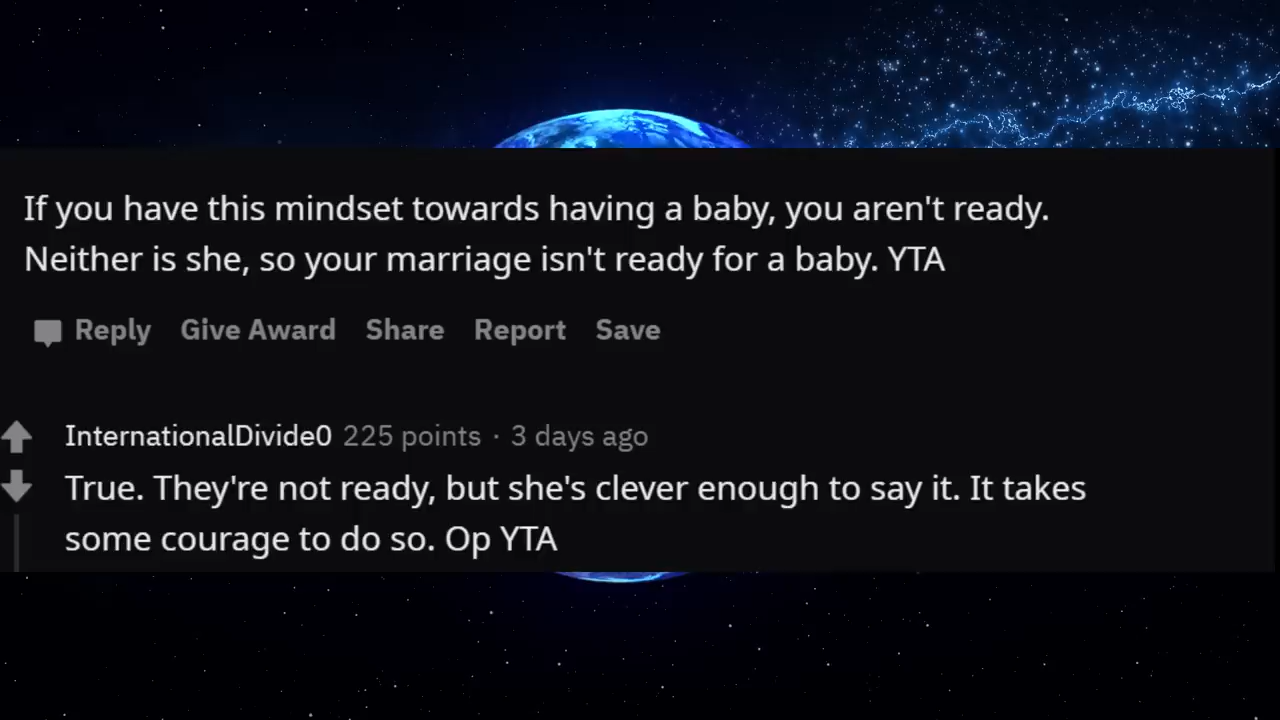 If you have this mindset towards having a baby, you aren't ready.
Neither is she, so your marriage isn't ready for a baby. YTA
Reply Give Award Share Report Save
InternationalDivide0 225 points · 3 days ago
True. They're not ready, but she's clever enough to say it. It takes
some courage to do so. Op YTA